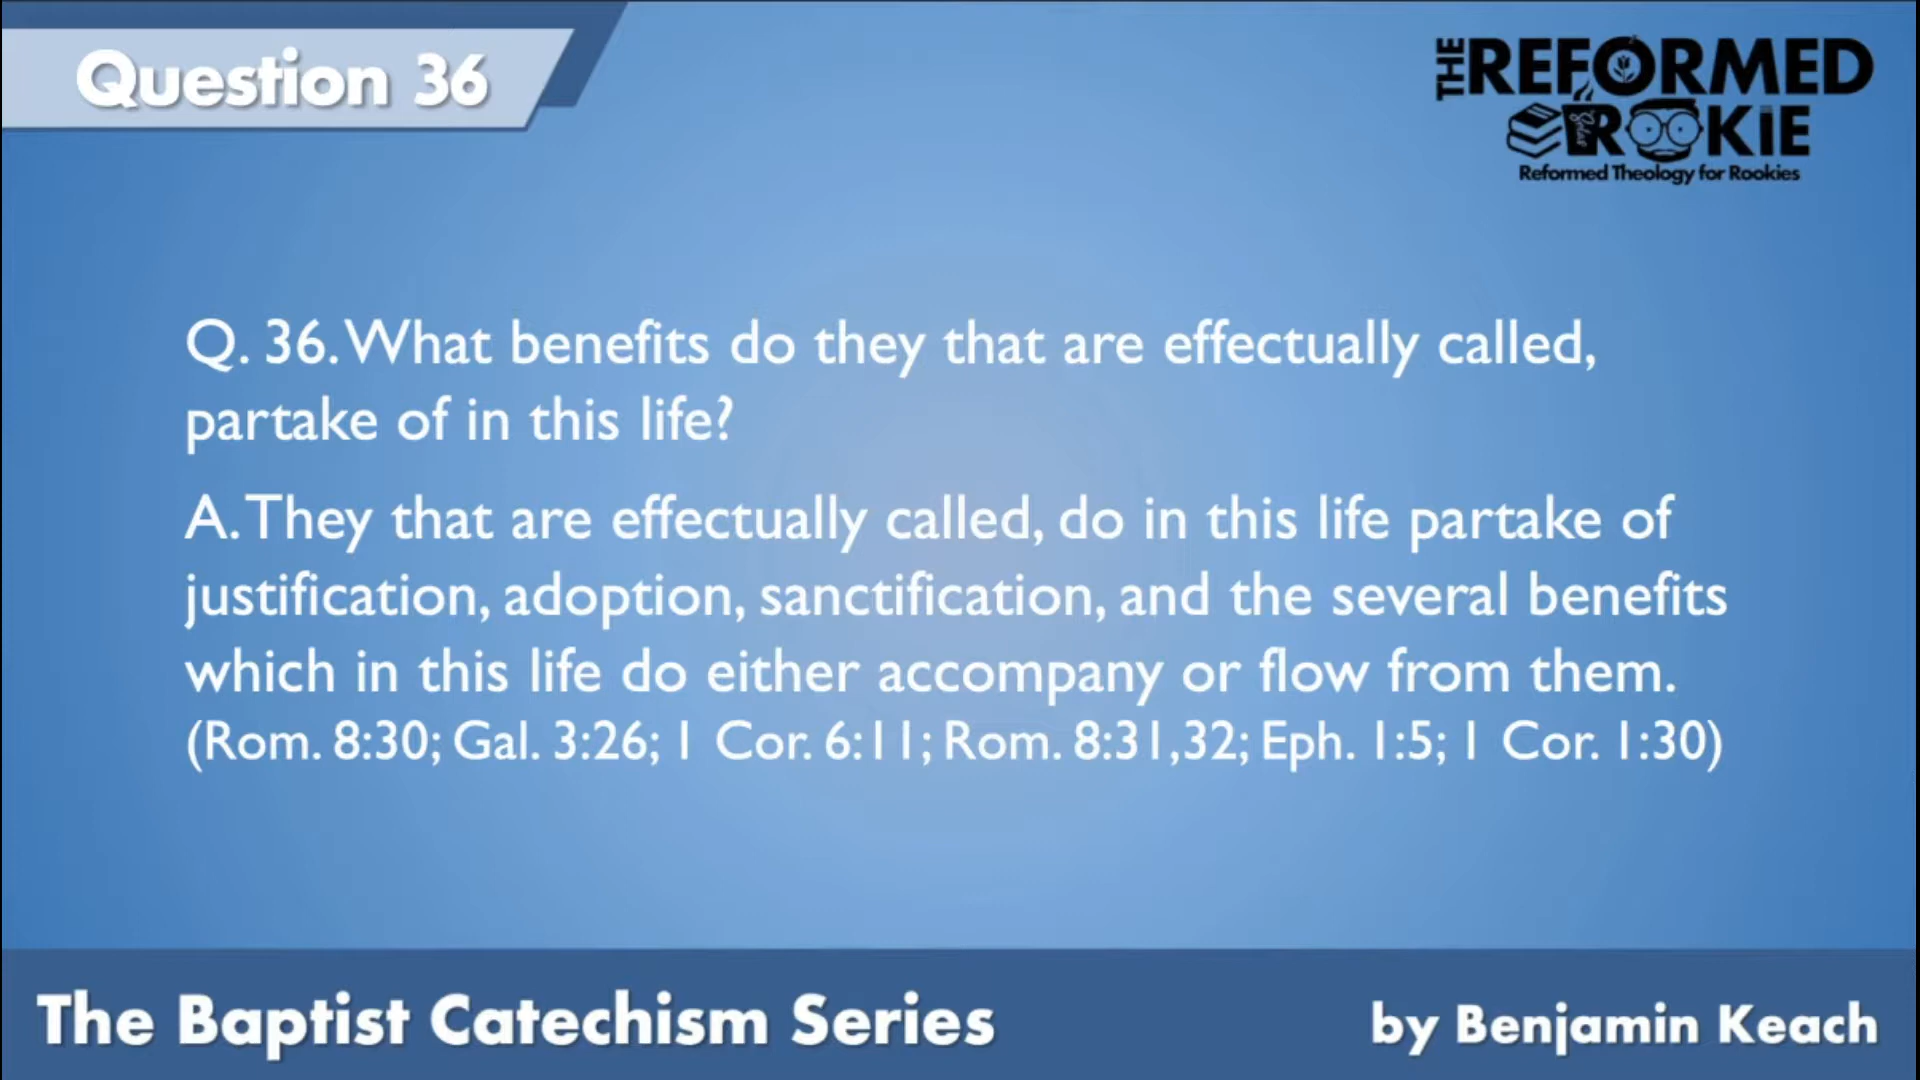 Question 36
THE REFORMED
ROOKIE
Reformed Theology for Rookies
Q. 36. What benefits do they that are effectually called,
partake of in this life?
A. They that are effectually called, do in this life partake of
justification, adoption, sanctification, and the several benefits
which in this life do either accompany or flow from them.
(Rom. 8:30; Gal. 3:26; 1 Cor. 6:11; Rom. 8:31,32; Eph. 1:5; 1 Cor. 1:30)
The Baptist Catechism Series
by Benjamin Keach